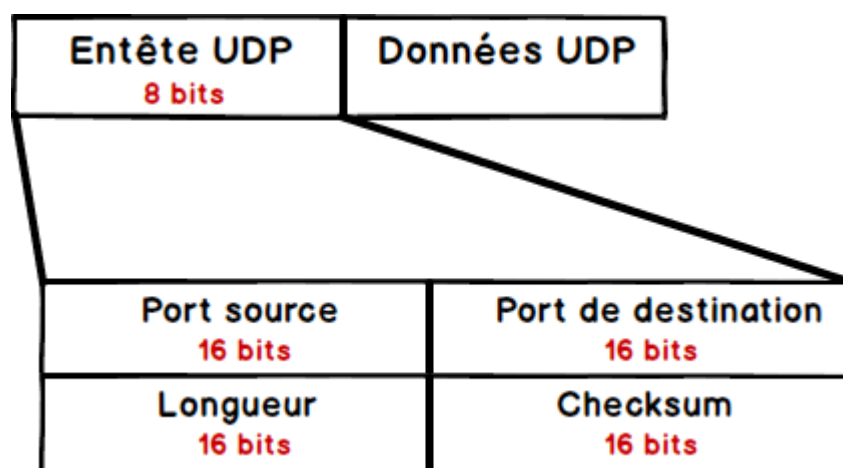 Entête UDP
8 bits
Données UDP
Port source
16 bits
Port de destination
16 bits
Longueur
16 bits
Checksum
16 bits